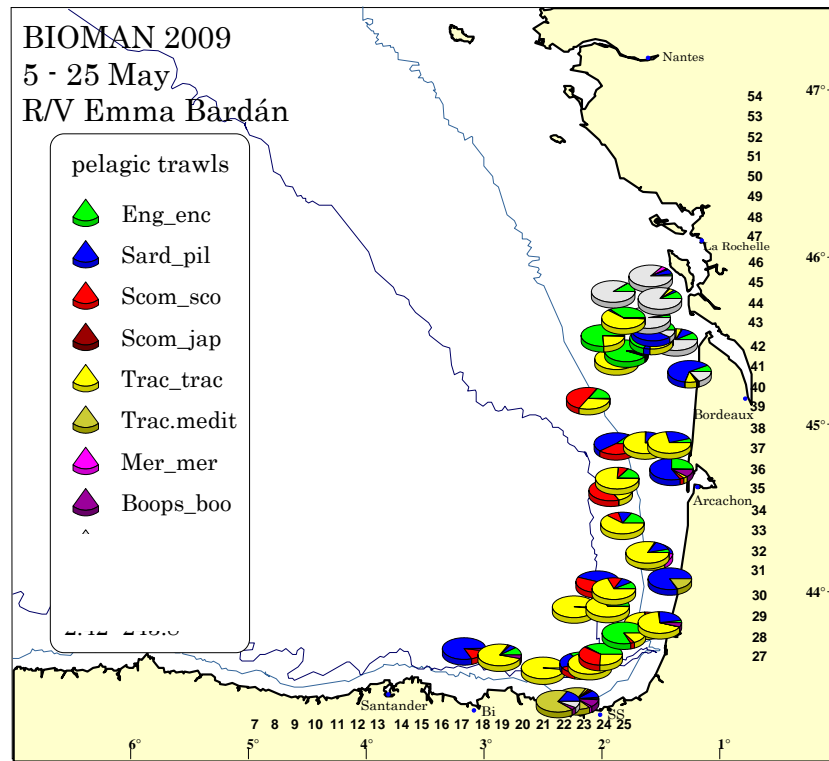 BIOMAN 2009
5 - 25 May
R/V Emma Bardán
pelagic trawls
Eng_enc
Sard_pil
Scom_sco
Scom_jap
Trac_trac
Trac.medit
Mer_mer
Boops_boo
Nantes
La Rochelle
Bordeaux
Arcachon
Santander
Bi
SS
47°
46°
45°
44°
54
53
52
51
50
49
48
47
46
45
44
43
42
41
40
39
38
37
36
35
34
33
32
31
30
29
28
27
7 8 9 10 11 12 13 14 15 16 17 18 19 20 21 22 23 24 25
6° 5° 4° 3° 2° 1°